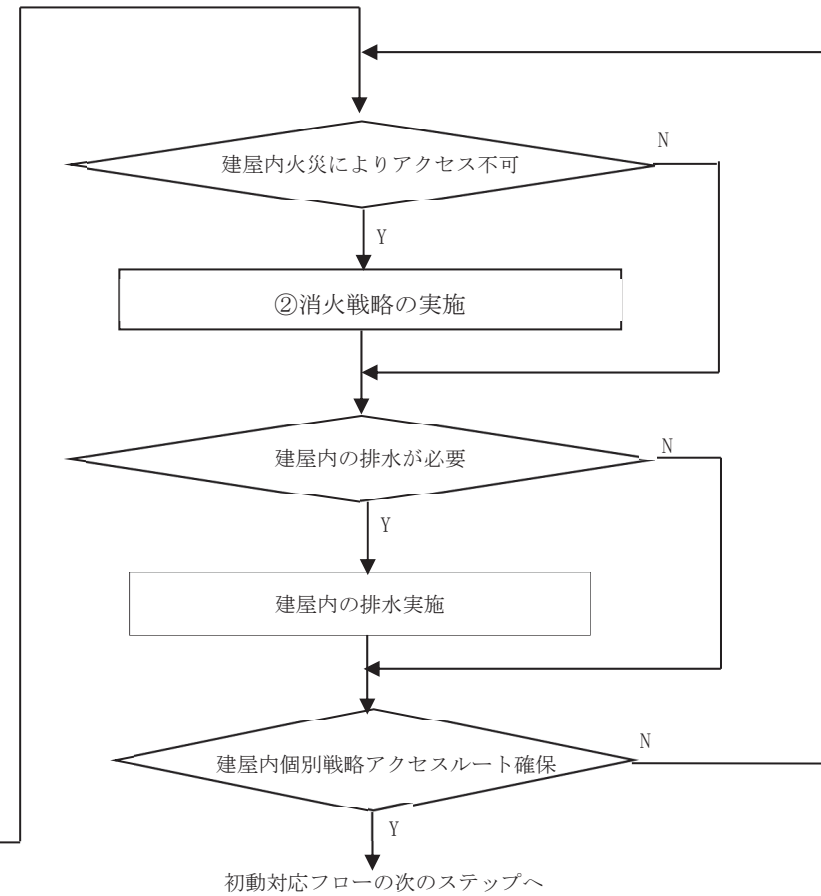 建屋内火災によりアクセス不可
N
Y
②消火戦略の実施
建屋内の排水が必要
N
Y
建屋内の排水実施
建屋内個別戦略アクセスルート確保
N
Y
初動対応フローの次のステップへ